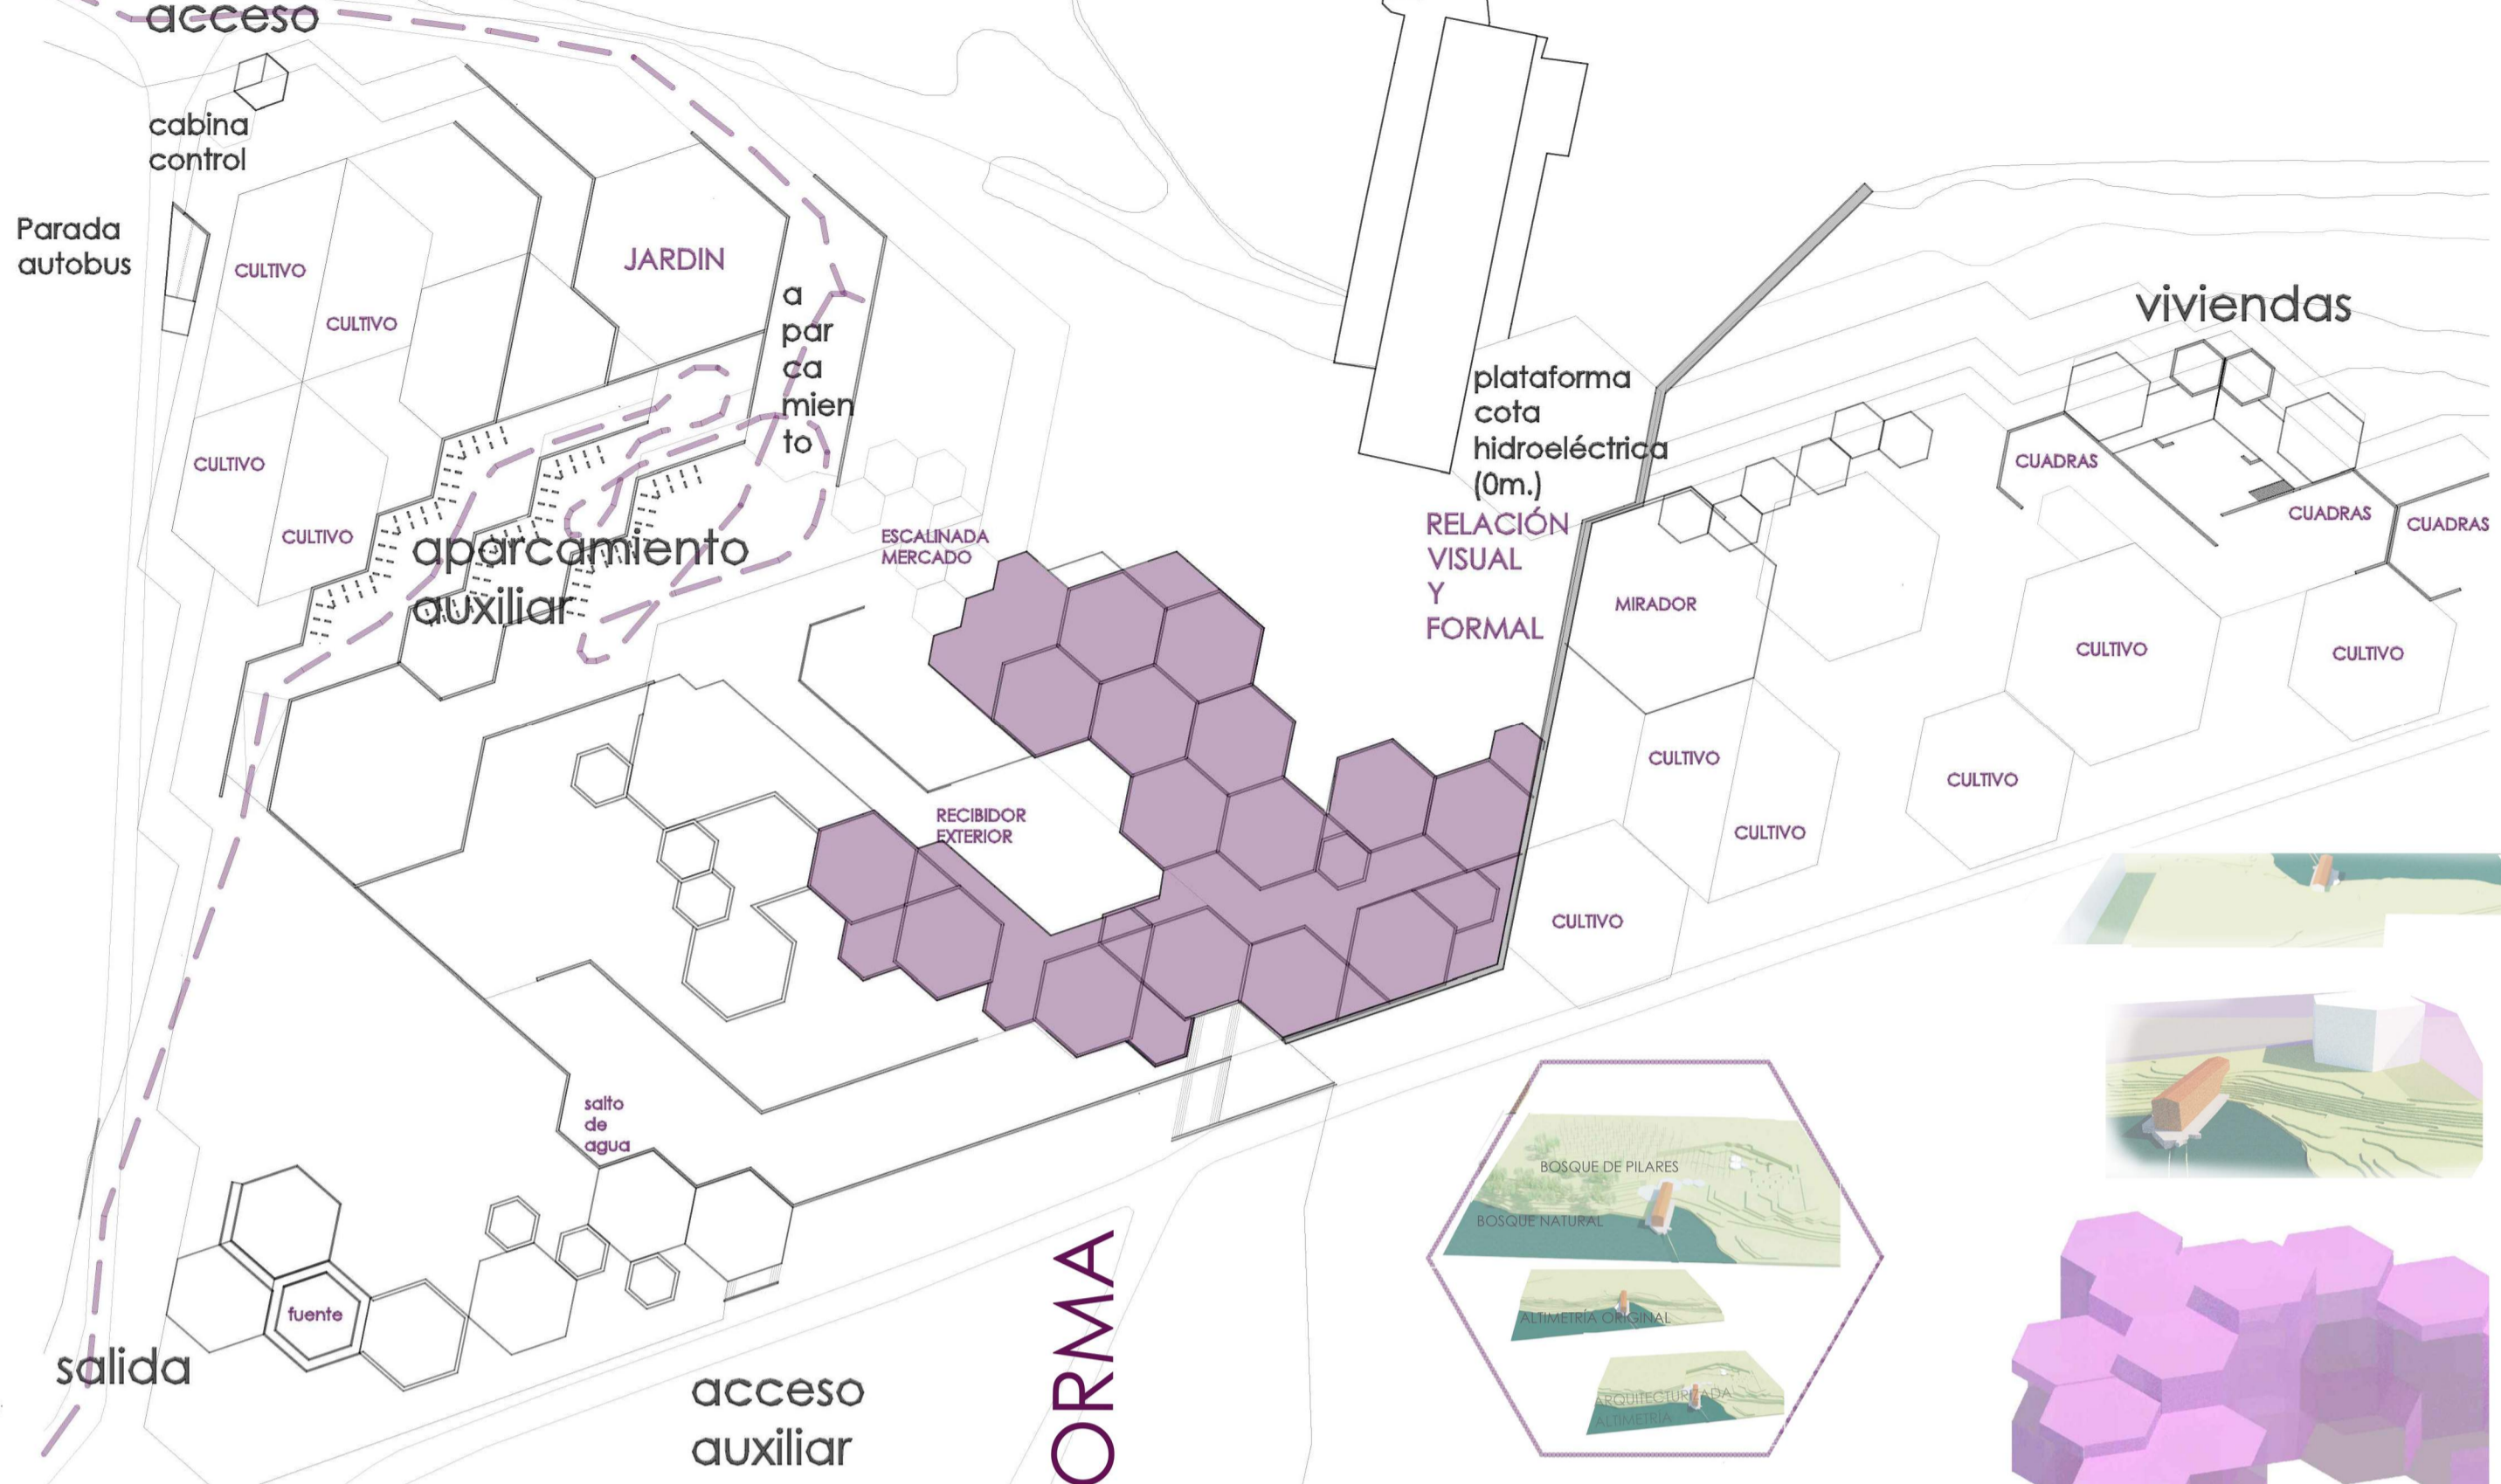 acceso
cabina
control
Parada
autobus
CULTIVO
CULTIVO
CULTIVO
CULTIVO
JARDIN
a
par
ca
mien
to
aparcamiento
auxiliar
ESCALINADA
MERCADO
RECIBIDOR
EXTERIOR
plataforma
cota
hidroeléctrica
(0m.)
RELACIÓN
VISUAL
Y
FORMAL
MIRADOR
viviendas
CUADRAS
CUADRAS
CUADRAS
CULTIVO
CULTIVO
CULTIVO
CULTIVO
CULTIVO
CULTIVO
salto
de
agua
fuente
salida
acceso
auxiliar
ORMA
BOSQUE DE PILARES
BOSQUE NATURAL
ALTIMETRÍA ORIGINAL
ARQUITECTURIZADA
ALTIMETRÍA